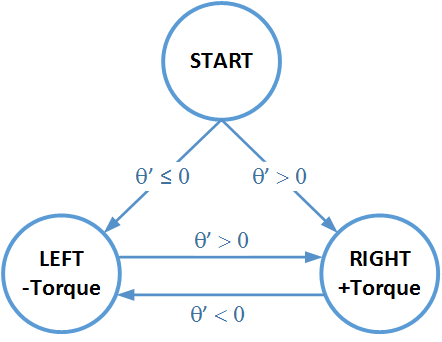 START
θ’ ≤ 0
θ’ > 0
LEFT
-Torque
θ’ > 0
RIGHT
+Torque
θ’ < 0